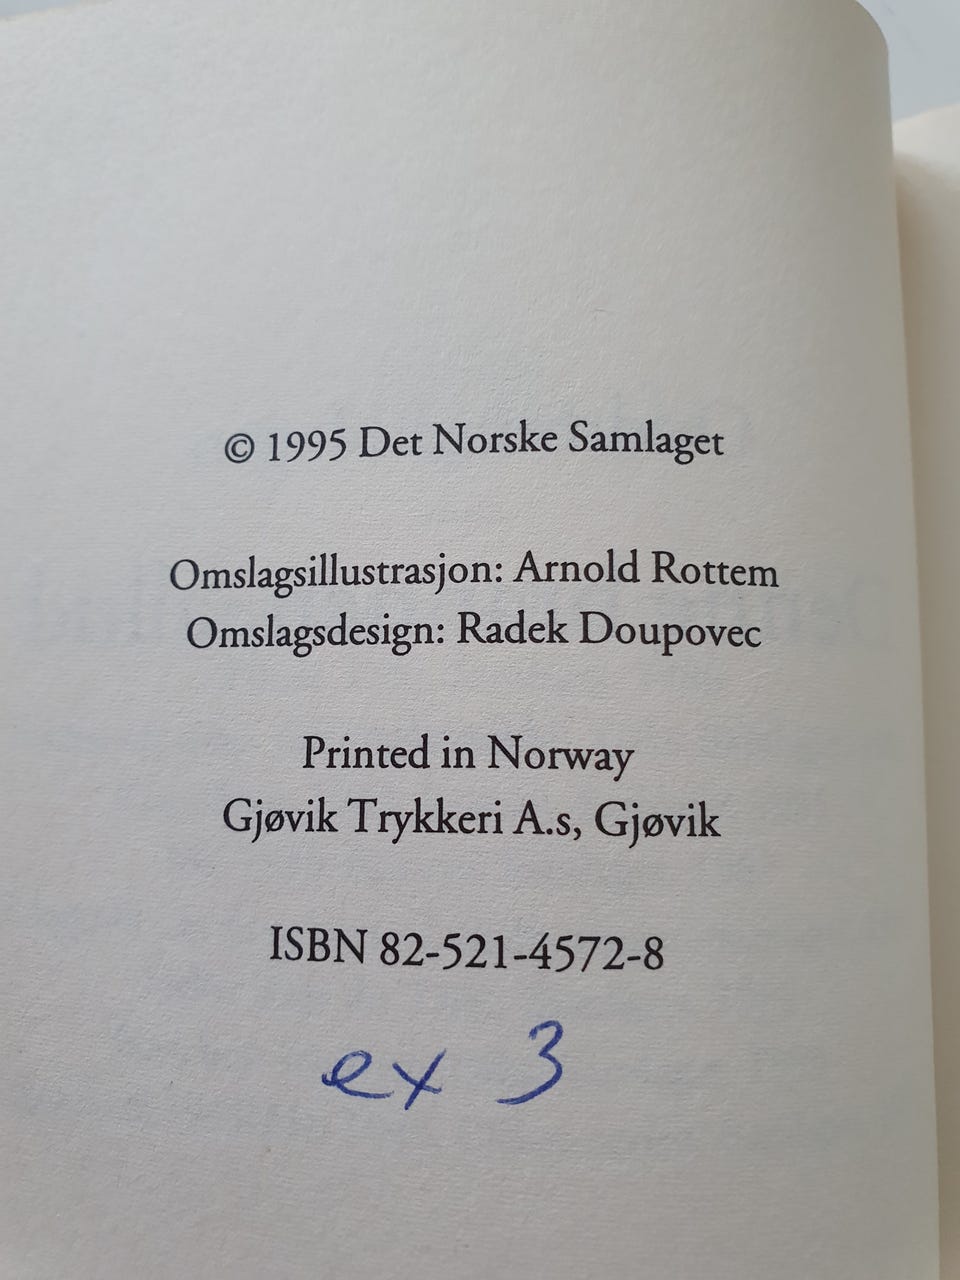 © 1995 Det Norske Samlaget
Omslagsillustrasjon: Arnold Rottem
Omslagsdesign: Radek Doupovec
Printed in Norway
Gjøvik Trykkeri A.s, Gjøvik
ISBN 82-521-4572-8
ex 3